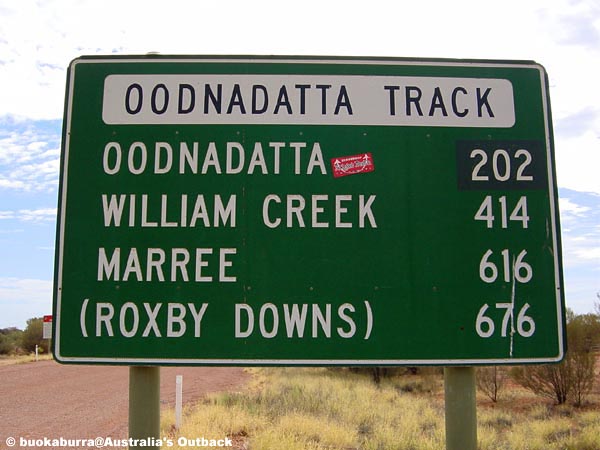 OODNADATTA TRACK
OODNADATTA 202
WILLIAM CREEK 414
MARREE 616
(ROXBY DOWNS) 676
© buokaburra@Australia's Outback